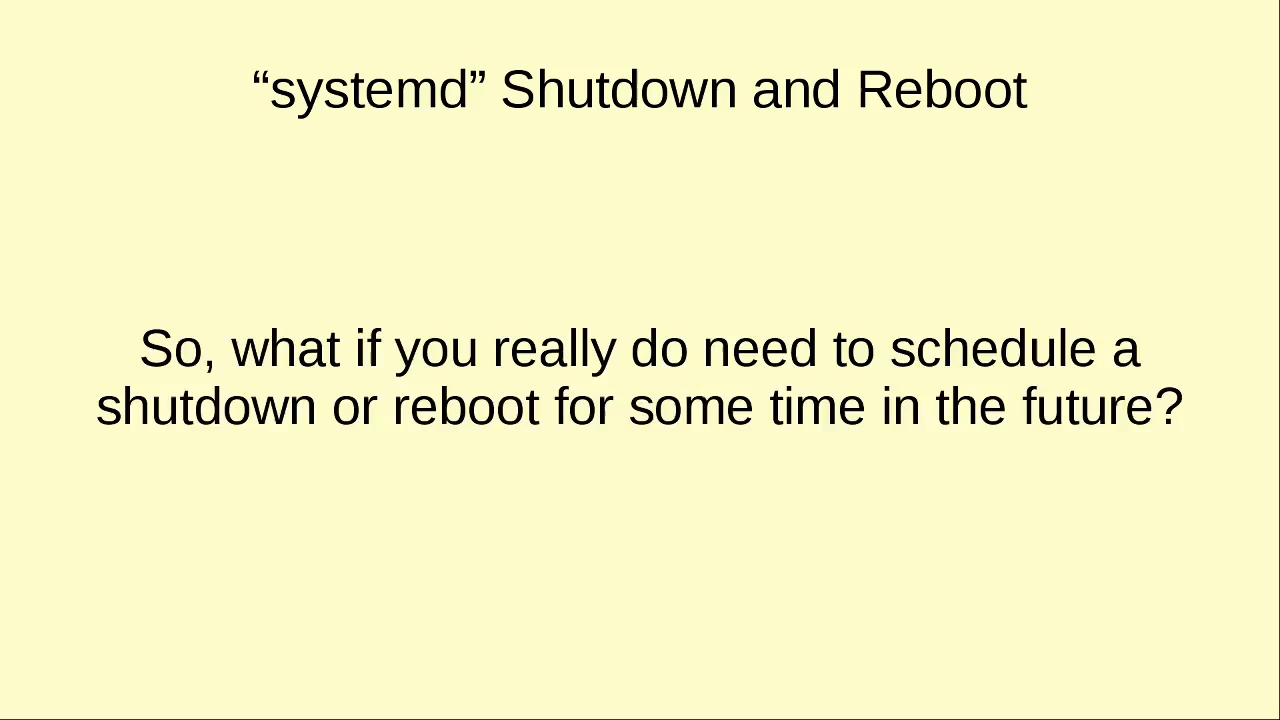 “systemd” Shutdown and Reboot
So, what if you really do need to schedule a
shutdown or reboot for some time in the future?